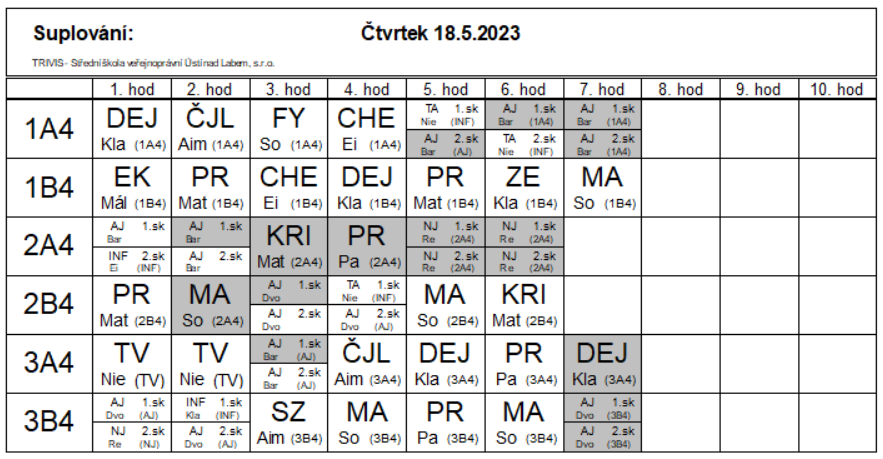 Suplování: Čtvrtek 18.5.2023
TRIVIS - Střední škola veřejnoprávní Ústí nad Labem, s.r.o.
1. hod 2. hod 3. hod 4. hod 5. hod 6. hod 7. hod 8. hod 9. hod 10. hod
1A4
DEJ
Kla (1A4)
ČJL
Aim (1A4)
FY
So (1A4)
CHE
Ei (1A4)
TA 1.sk
Nie (INF)
AJ 2.sk
Bar (AJ)
AJ 1.sk
Bar (1A4)
TA 2.sk
Nie (INF)
AJ 1.sk
Bar (1A4)
AJ 2.sk
Bar (1A4)
1B4
EK
Mál (1B4)
PR
Mat (1B4)
CHE
Ei (1B4)
DEJ
Kla (1B4)
PR
Mat (1B4)
ZE
Kla (1B4)
MA
So (1B4)
2A4
AJ 1.sk
Bar
INF 2.sk
Ei (INF)
AJ 1.sk
Bar
AJ 2.sk
Bar
KRI
Mat (2A4)
PR
Pa (2A4)
NJ 1.sk
Re (2A4)
NJ 2.sk
Re (2A4)
NJ 1.sk
Re (2A4)
NJ 2.sk
Re (2A4)
2B4
PR
Mat (2B4)
MA
So (2A4)
AJ 1.sk
Dvo
AJ 2.sk
Dvo
TA 1.sk
Nie (INF)
AJ 2.sk
Dvo (AJ)
MA
So (2B4)
KRI
Mat (2B4)
3A4
TV
Nie (TV)
TV
Nie (TV)
AJ 1.sk
Bar (AJ)
AJ 2.sk
Bar (AJ)
ČJL
Aim (3A4)
DEJ
Kla (3A4)
PR
Pa (3A4)
DEJ
Kla (3A4)
3B4
AJ 1.sk
Dvo (AJ)
NJ 2.sk
Re (NJ)
INF 1.sk
Kla (INF)
AJ 2.sk
Dvo (AJ)
SZ
Aim (3B4)
MA
So (3B4)
PR
Pa (3B4)
MA
So (3B4)
AJ 1.sk
Dvo (3B4)
AJ 2.sk
Dvo (3B4)